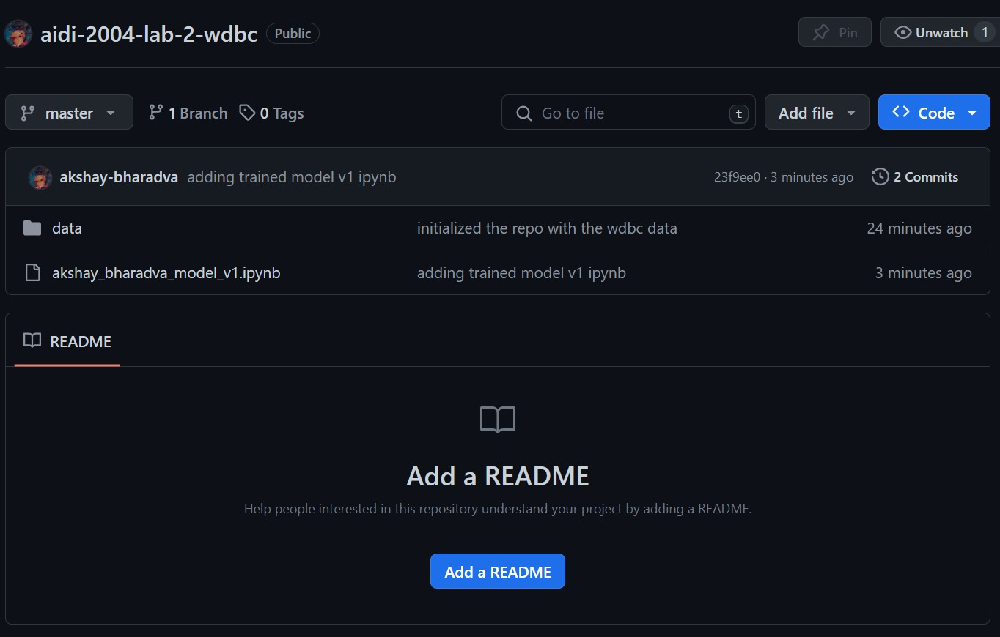 aidi-2004-lab-2-wdbc Public Pin Unwatch 1
master 1 Branch 0 Tags Go to file t Add file Code
akshay-bharadva adding trained model v1 ipynb 23f9ee0 · 3 minutes ago 2 Commits
data initialized the repo with the wdbc data 24 minutes ago
akshay_bharadva_model_v1.ipynb adding trained model v1 ipynb 3 minutes ago
README
Add a README
Help people interested in this repository understand your project by adding a README.
Add a README